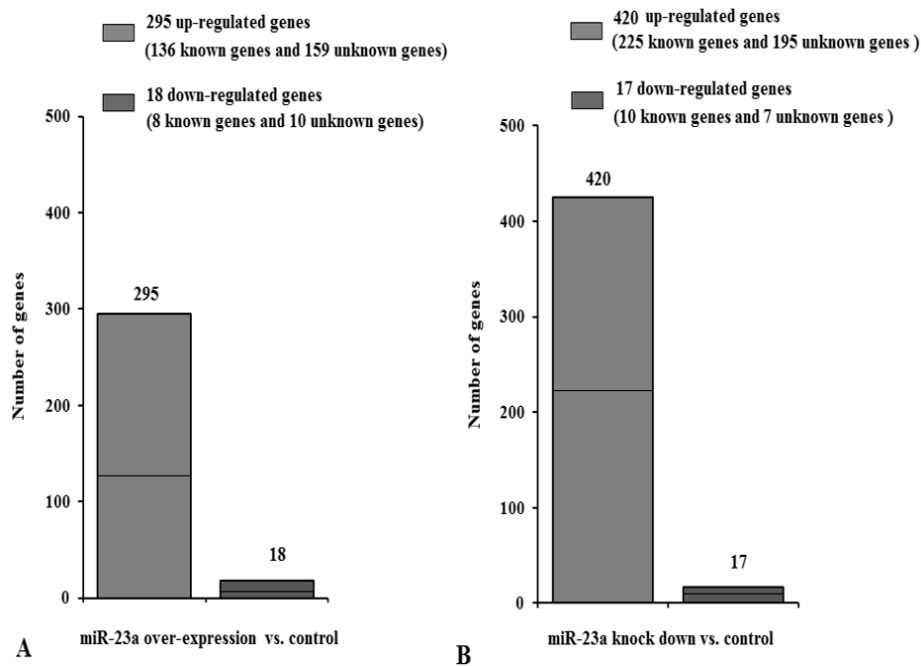 295 up-regulated genes
(136 known genes and 159 unknown genes)
18 down-regulated genes
(8 known genes and 10 unknown genes)
500
400
300
200
100
0
Number of genes
295
18
miR-23a over-expression vs. control
A
420 up-regulated genes
(225 known genes and 195 unknown genes )
17 down-regulated genes
(10 known genes and 7 unknown genes )
500
400
300
200
100
0
Number of genes
420
17
miR-23a knock down vs. control
B